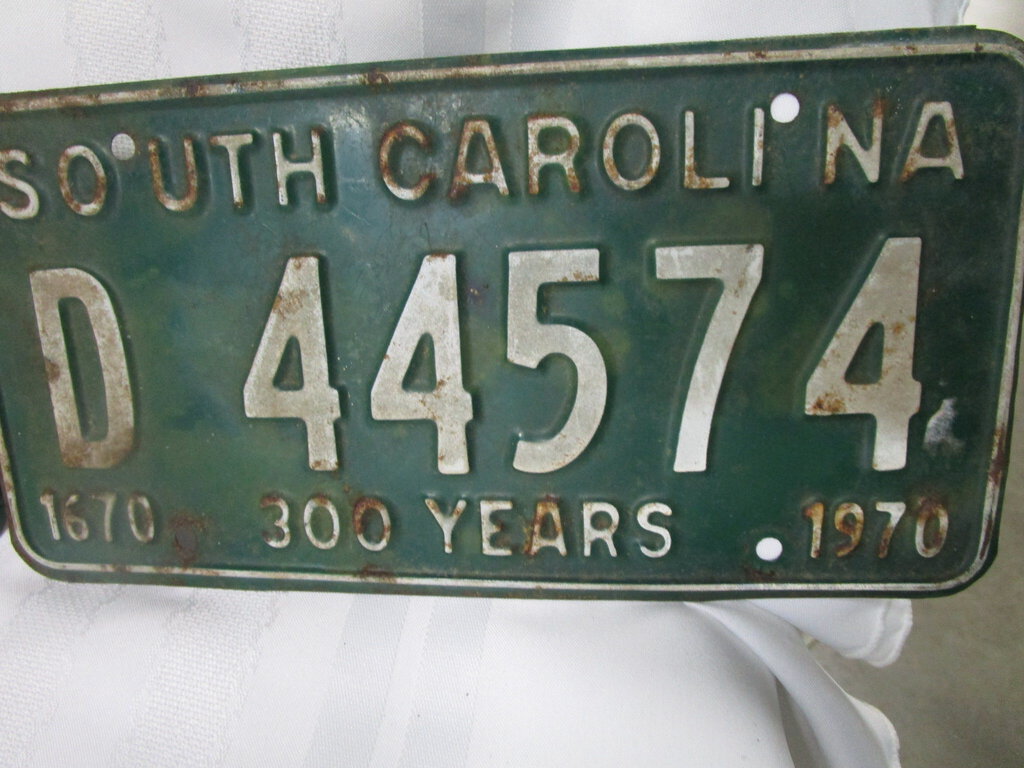 SOUTH CAROLINA
D 44574
1670 300 YEARS 1970